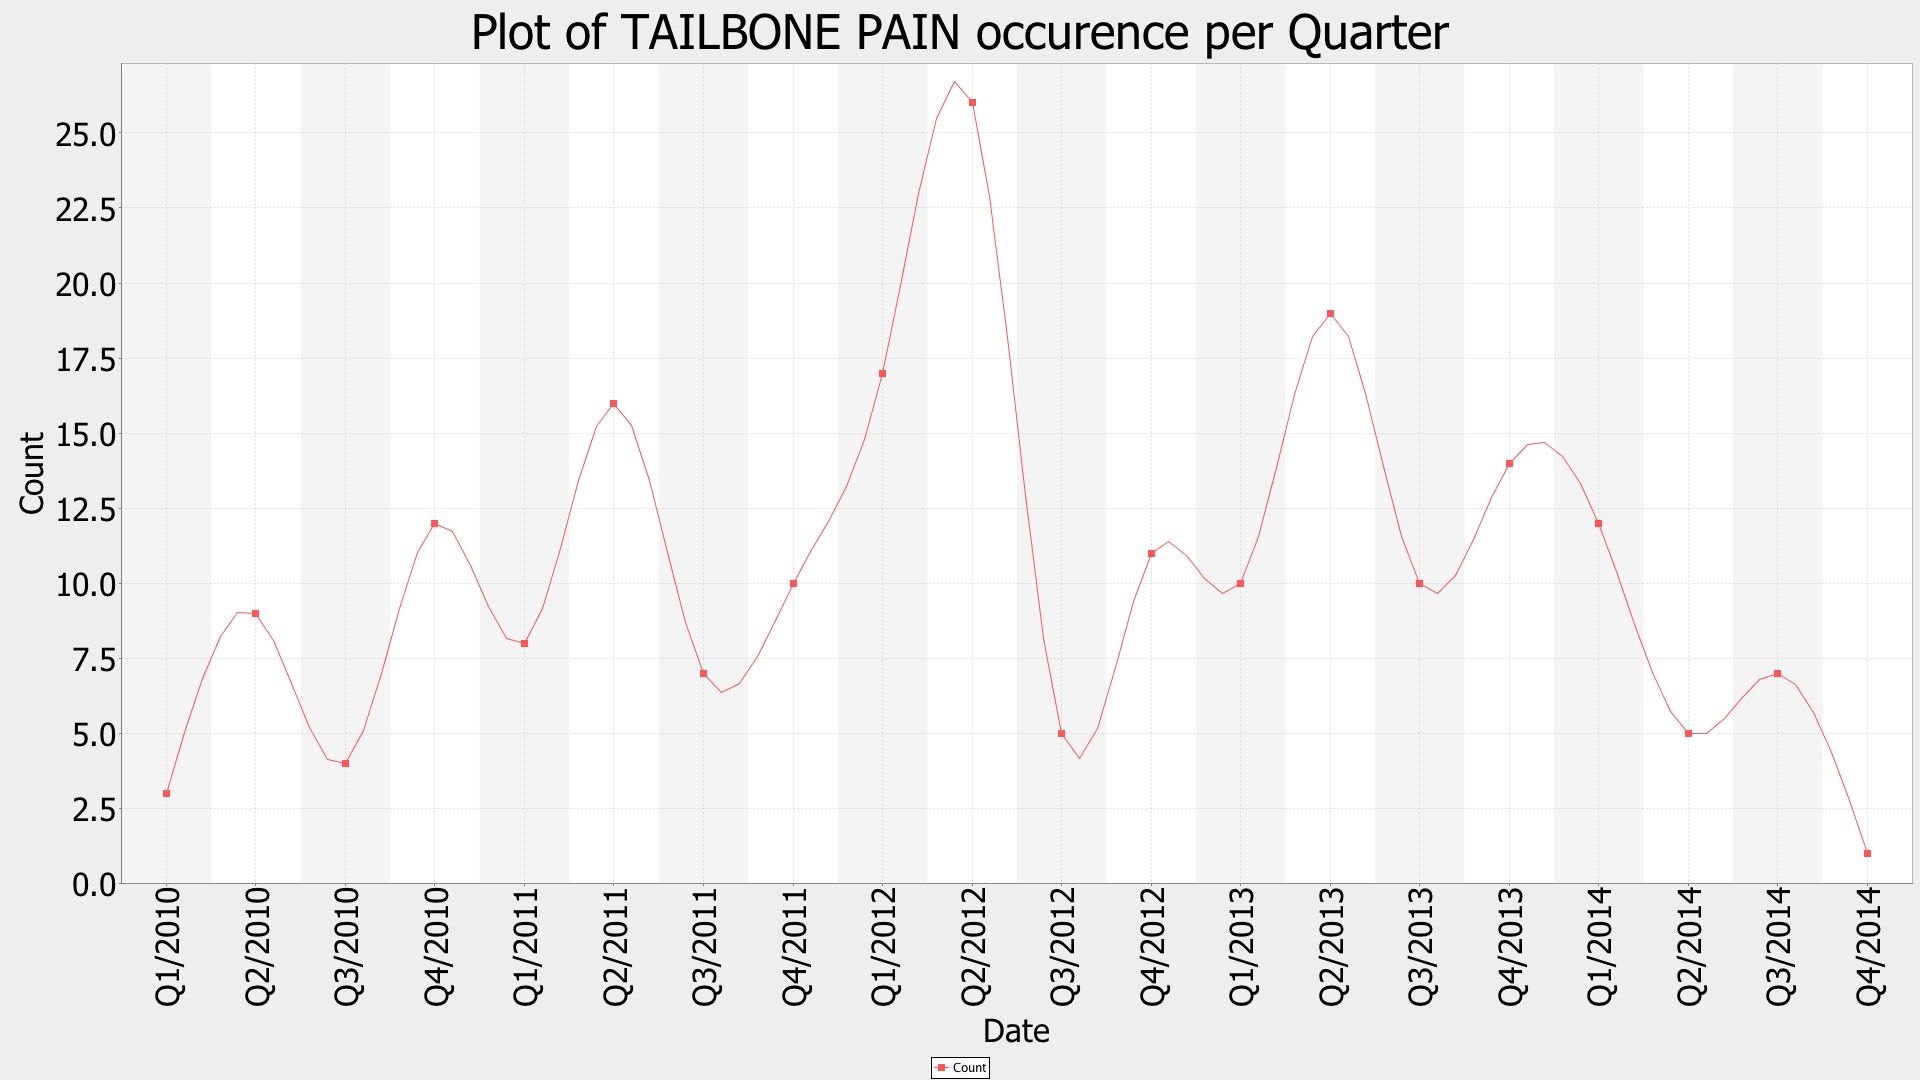 Plot of TAILBONE PAIN occurence per Quarter
Count
25.0
22.5
20.0
17.5
15.0
12.5
10.0
7.5
5.0
2.5
0.0
Q1/2010
Q2/2010
Q3/2010
Q4/2010
Q1/2011
Q2/2011
Q3/2011
Q4/2011
Q1/2012
Q2/2012
Q3/2012
Q4/2012
Q1/2013
Q2/2013
Q3/2013
Q4/2013
Q1/2014
Q2/2014
Q3/2014
Q4/2014
Date
Count